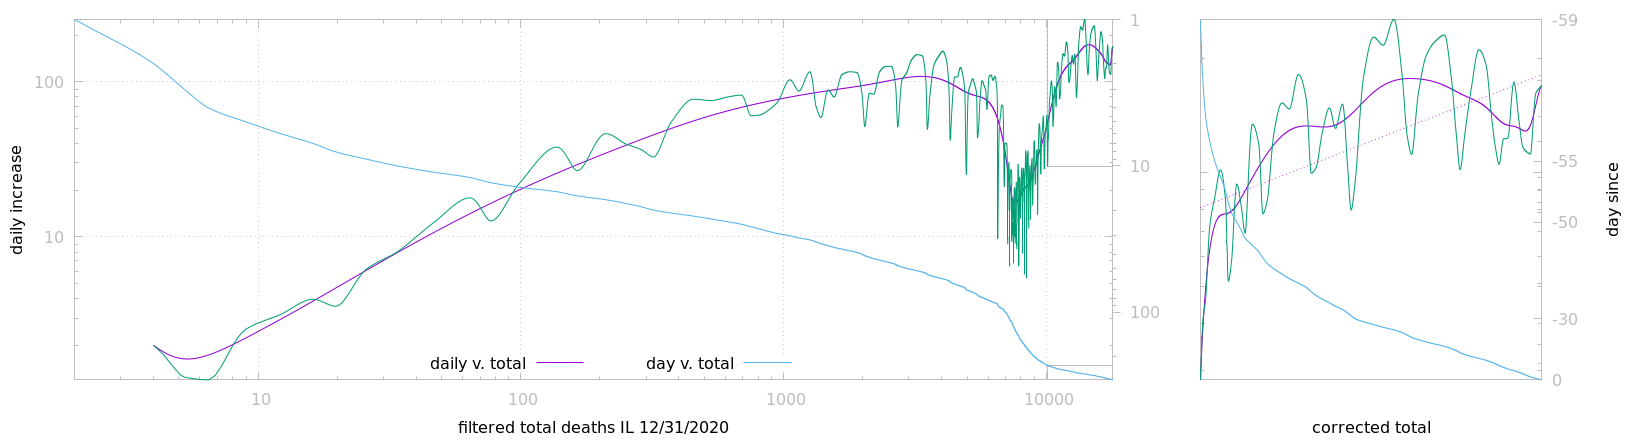 1
-59
100
daily increase
10
-55
day since
-50
10
100
-30
daily v. total
day v. total
0
10
100
1000
10000
filtered total deaths IL 12/31/2020
corrected total